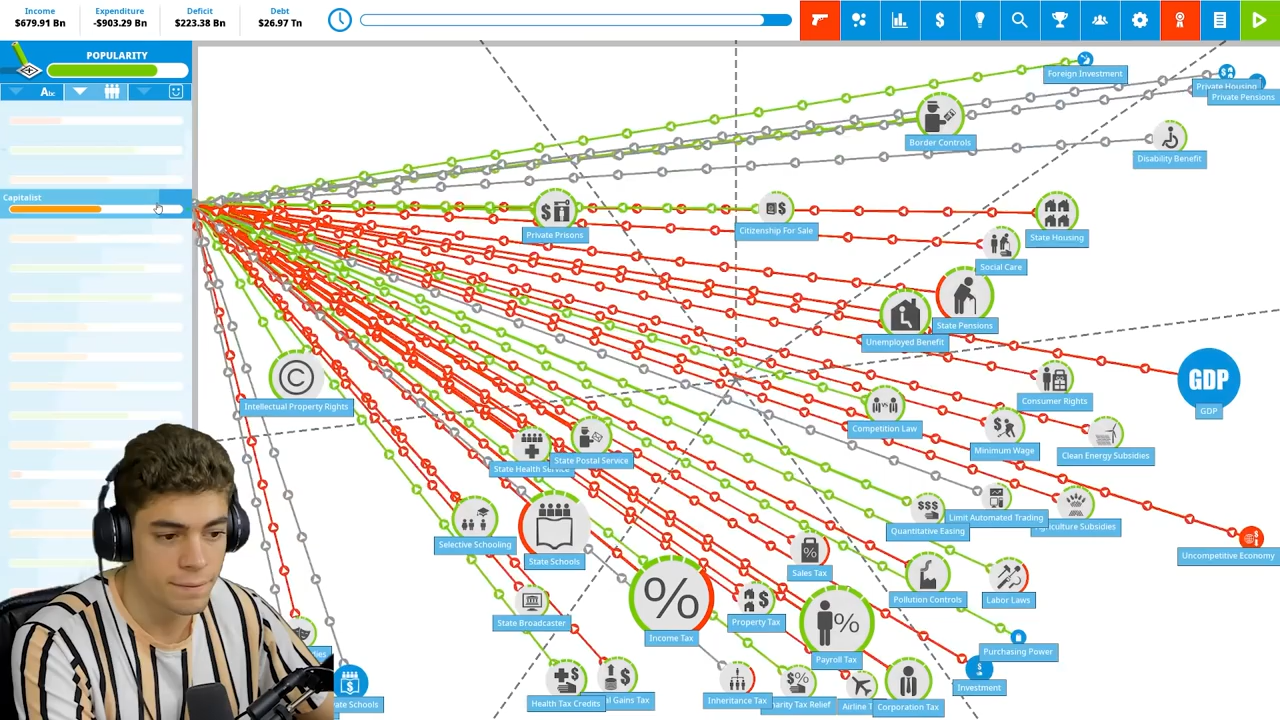 Income
$679.91 Bn
Expenditure
-$903.29 Bn
Deficit
$223.38 Bn
Debt
$26.97 Tn
POPULARITY
Abc
Capitalist
Foreign Investment
Private Housing
Private Pensions
Border Controls
Disability Benefit
Private Prisons
Citizenship For Sale
State Housing
Social Care
State Pensions
Unemployed Benefit
GDP
GDP
Intellectual Property Rights
Consumer Rights
Competition Law
Minimum Wage
Clean Energy Subsidies
State Postal Service
State Health Service
Limit Automated Trading
Agriculture Subsidies
Quantitative Easing
Selective Schooling
State Schools
Uncompetitive Economy
Sales Tax
Pollution Controls
Labor Laws
State Broadcaster
Property Tax
Income Tax
Purchasing Power
Payroll Tax
Investment
Health Tax Credits
Inheritance Tax
Corporation Tax